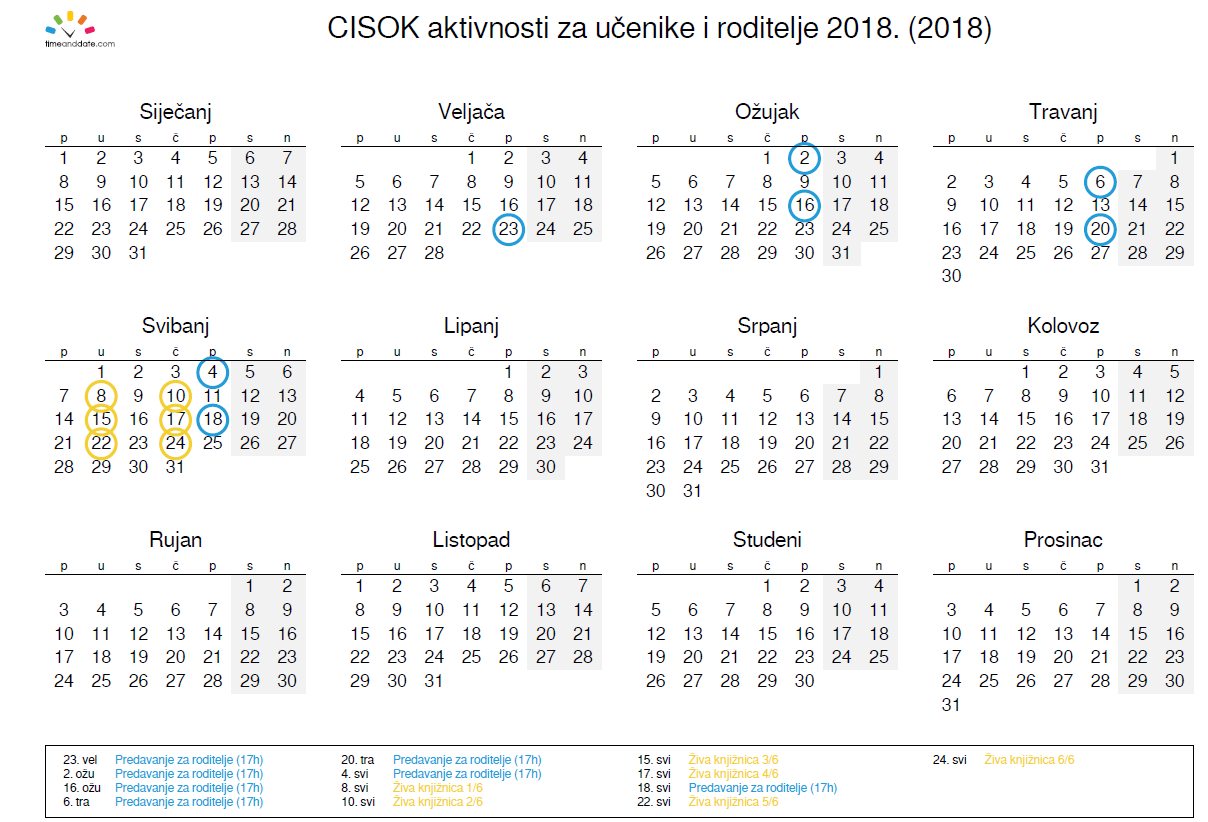 timeanddate.com
CISOK aktivnosti za učenike i roditelje 2018. (2018)
Siječanj
p u s č p s n
1 2 3 4 5 6 7
8 9 10 11 12 13 14
15 16 17 18 19 20 21
22 23 24 25 26 27 28
29 30 31
Veljača
p u s č p s n
1 2 3 4
5 6 7 8 9 10 11
12 13 14 15 16 17 18
19 20 21 22 23 24 25
26 27 28
Ožujak
p u s č p s n
1 2 3 4
5 6 7 8 9 10 11
12 13 14 15 16 17 18
19 20 21 22 23 24 25
26 27 28 29 30 31
Travanj
p u s č p s n
1
2 3 4 5 6 7 8
9 10 11 12 13 14 15
16 17 18 19 20 21 22
23 24 25 26 27 28 29
30
Svibanj
p u s č p s n
1 2 3 4 5 6
7 8 9 10 11 12 13
14 15 16 17 18 19 20
21 22 23 24 25 26 27
28 29 30 31
Lipanj
p u s č p s n
1 2 3
4 5 6 7 8 9 10
11 12 13 14 15 16 17
18 19 20 21 22 23 24
25 26 27 28 29 30
Srpanj
p u s č p s n
1
2 3 4 5 6 7 8
9 10 11 12 13 14 15
16 17 18 19 20 21 22
23 24 25 26 27 28 29
30 31
Kolovoz
p u s č p s n
1 2 3 4 5
6 7 8 9 10 11 12
13 14 15 16 17 18 19
20 21 22 23 24 25 26
27 28 29 30 31
Rujan
p u s č p s n
1 2
3 4 5 6 7 8 9
10 11 12 13 14 15 16
17 18 19 20 21 22 23
24 25 26 27 28 29 30
Listopad
p u s č p s n
1 2 3 4 5 6 7
8 9 10 11 12 13 14
15 16 17 18 19 20 21
22 23 24 25 26 27 28
29 30 31
Studeni
p u s č p s n
1 2 3 4
5 6 7 8 9 10 11
12 13 14 15 16 17 18
19 20 21 22 23 24 25
26 27 28 29 30
Prosinac
p u s č p s n
1 2
3 4 5 6 7 8 9
10 11 12 13 14 15 16
17 18 19 20 21 22 23
24 25 26 27 28 29 30
31
23. vel Predavanje za roditelje (17h)
2. ožu Predavanje za roditelje (17h)
16. ožu Predavanje za roditelje (17h)
6. tra Predavanje za roditelje (17h)
20. tra Predavanje za roditelje (17h)
4. svi Predavanje za roditelje (17h)
8. svi Živa knjižnica 1/6
10. svi Živa knjižnica 2/6
15. svi Živa knjižnica 3/6
17. svi Živa knjižnica 4/6
18. svi Predavanje za roditelje (17h)
22. svi Živa knjižnica 5/6
24. svi Živa knjižnica 6/6